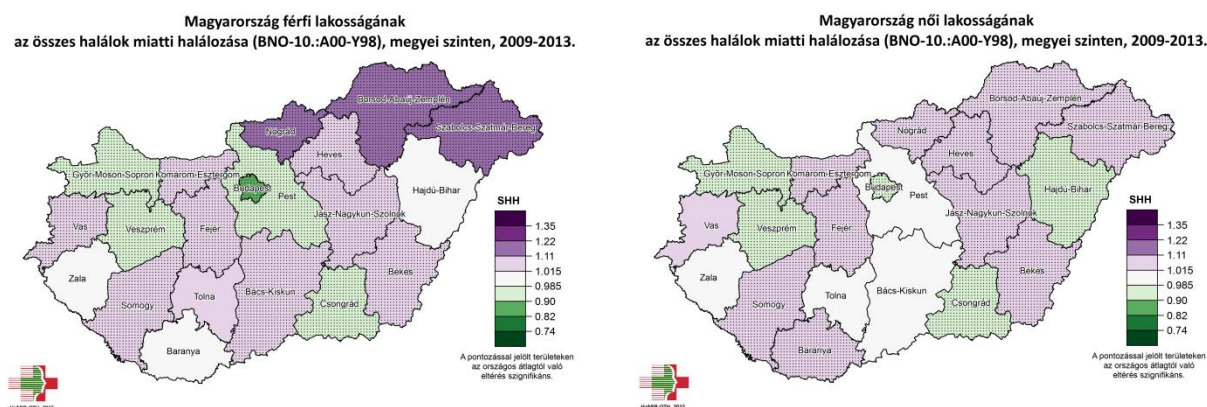 Magyarország férfi lakosságának
az összes halálok miatti halálozása (BNO-10.:A00-Y98), megyei szinten, 2009-2013.
Borsod-Abaúj-Zemplén
Szabolcs-Szatmár-Bereg
Nógrád
Heves
Győr-Moson-Sopron
Komárom-Esztergom
Budapest
Pest
Hajdú-Bihar
Jász-Nagykun-Szolnok
Vas
Veszprém
Fejér
Zala
Somogy
Tolna
Bács-Kiskun
Békés
Csongrád
Baranya
SHH
1.35
1.22
1.11
1.015
0.985
0.90
0.82
0.74
A pontozással jelölt területeken
az országos átlagtól való
eltérés szignifikáns.
Magyarország női lakosságának
az összes halálok miatti halálozása (BNO-10.:A00-Y98), megyei szinten, 2009-2013.
Borsod-Abaúj-Zemplén
Szabolcs-Szatmár-Bereg
Nógrád
Heves
Győr-Moson-Sopron
Komárom-Esztergom
Budapest
Pest
Hajdú-Bihar
Jász-Nagykun-Szolnok
Vas
Veszprém
Fejér
Zala
Somogy
Tolna
Bács-Kiskun
Békés
Csongrád
Baranya
SHH
1.35
1.22
1.11
1.015
0.985
0.90
0.82
0.74
A pontozással jelölt területeken
az országos átlagtól való
eltérés szignifikáns.